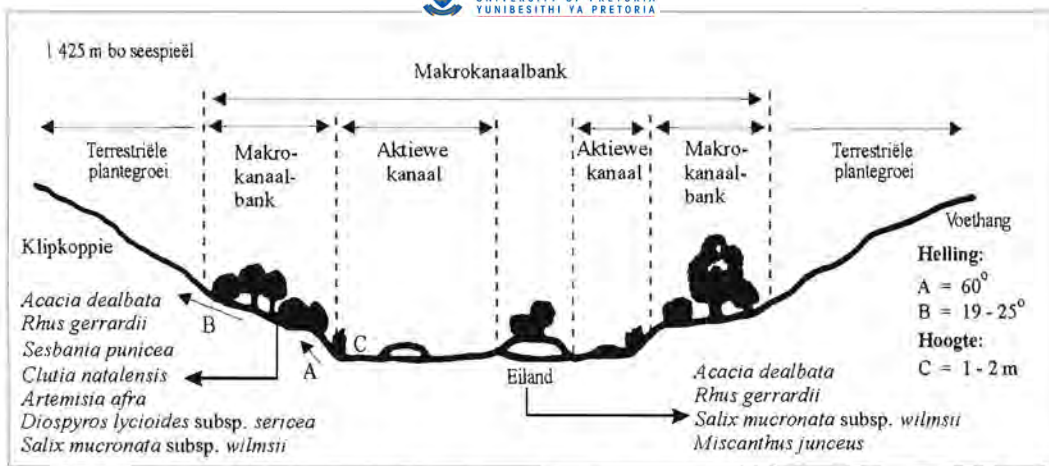 UNIVERSITY OF PRETORIA
YUNIBESITHI YA PRETORIA
1 425 m bo seespieël
Makrokanaalbank
Terrestriële
plantegroei
Makro-
kanaal-
bank
Aktiewe
kanaal
Aktiewe
kanaal
Makro-
kanaal-
bank
Terrestriële
plantegroei
Klipkoppie
Voethang
Helling:
A = 60°
B = 19 - 25°
Hoogte:
C = 1 - 2 m
B
A
C
Eiland
Acacia dealbata
Rhus gerrardii
Sesbania punicea
Clutia natalensis
Artemisia afra
Diospyros lycioides subsp. sericea
Salix mucronata subsp. wilmsii
Acacia dealbata
Rhus gerrardii
Salix mucronata subsp. wilmsii
Miscanthus junceus